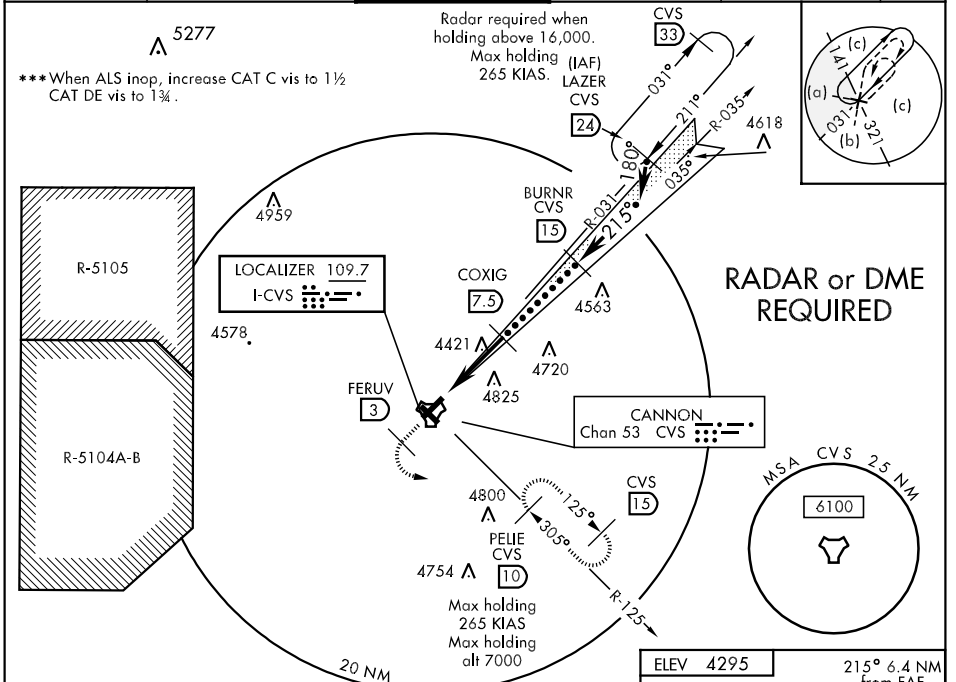 5277
***When ALS inop, increase CAT C vis to 1½
CAT DE vis to 1¾.
Radar required when
holding above 16,000.
Max holding
265 KIAS.
(IAF)
LAZER
CVS
24
CVS
33
031°
211°
R-035
180°
035°
4618
R-031
215°
BURNR
CVS
15
141
(c)
(a)
(c)
031
(b)
321
4959
R-5105
LOCALIZER 109.7
I-CVS
COXIG
7.5
4563
RADAR or DME
REQUIRED
4578
4421
4720
4825
FERUV
3
CANNON
Chan 53 CVS
R-5104A-B
4800
125°
305°
CVS
15
PELIE
CVS
10
4754
Max holding
265 KIAS
Max holding
alt 7000
R-125
MSA CVS 25 NM
6100
20 NM
ELEV 4295
215° 6.4 NM
from FAF